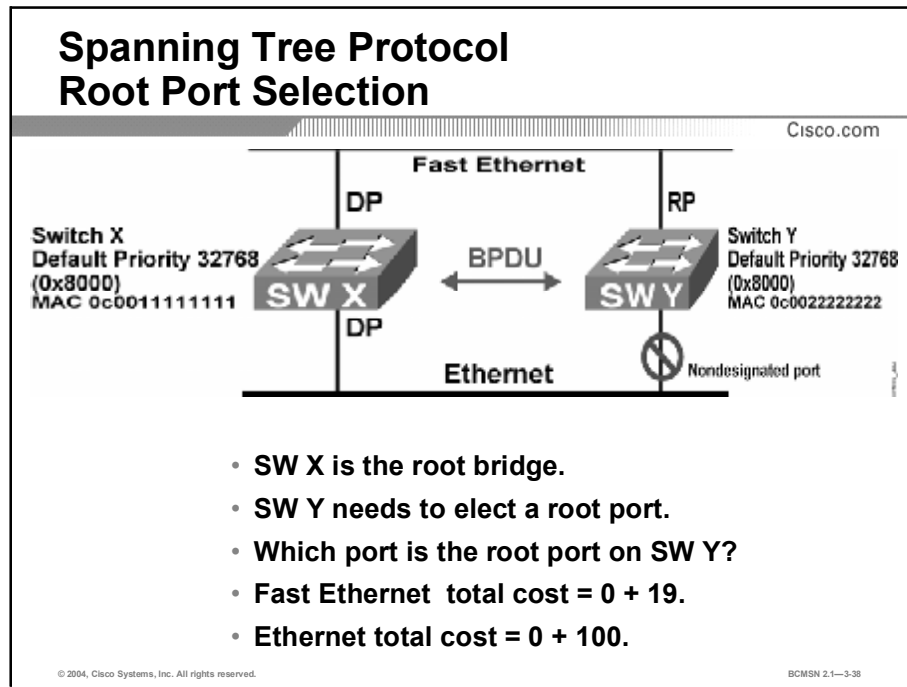 Spanning Tree Protocol
Root Port Selection
Cisco.com
Fast Ethernet
DP
RP
Switch X
Default Priority 32768
(0x8000)
MAC 0c0011111111
SW X
BPDU
SW Y
Switch Y
Default Priority 32768
(0x8000)
MAC 0c0022222222
DP
Ethernet
Nondesignated port
• SW X is the root bridge.
• SW Y needs to elect a root port.
• Which port is the root port on SW Y?
• Fast Ethernet total cost = 0 + 19.
• Ethernet total cost = 0 + 100.
© 2004, Cisco Systems, Inc. All rights reserved.
BCMSN 2.1—3-38